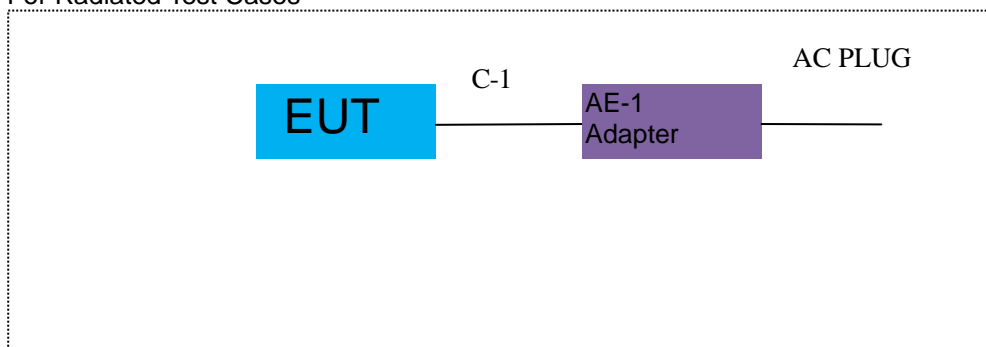 For Radiated Test Cases
AC PLUG
C-1
EUT
AE-1
Adapter